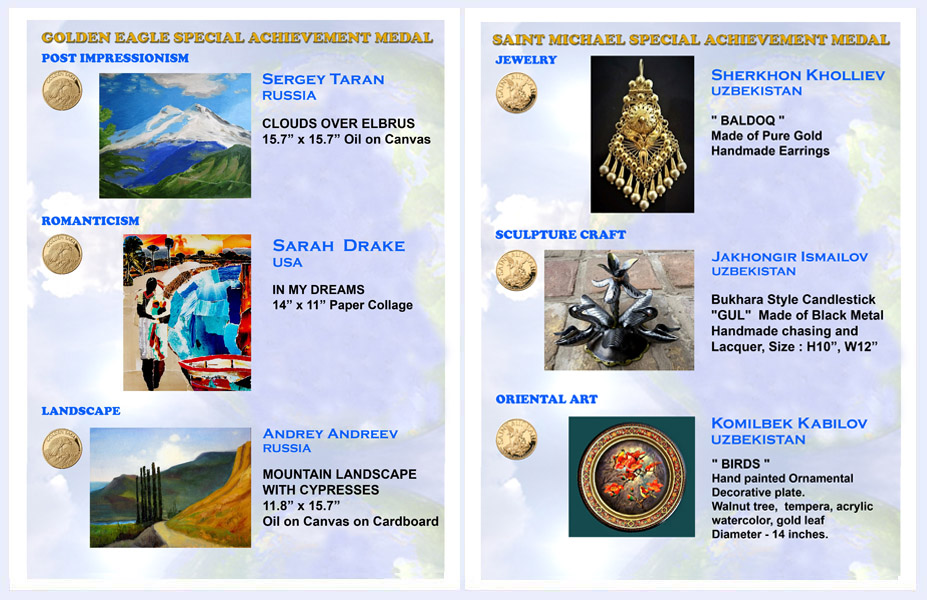 GOLDEN EAGLE SPECIAL ACHIEVEMENT MEDAL
POST IMPRESSIONISM
SERGEY TARAN
RUSSIA
CLOUDS OVER ELBRUS
15.7” x 15.7” Oil on Canvas
ROMANTICISM
SARAH DRAKE
USA
IN MY DREAMS
14” x 11” Paper Collage
LANDSCAPE
ANDREY ANDREEV
RUSSIA
MOUNTAIN LANDSCAPE
WITH CYPRESSES
11.8” x 15.7”
Oil on Canvas on Cardboard
SAINT MICHAEL SPECIAL ACHIEVEMENT MEDAL
JEWELRY
SHERKHON KHOLLIEV
UZBEKISTAN
" BALDOQ "
Made of Pure Gold
Handmade Earrings
SCULPTURE CRAFT
JAKHONGIR ISMAILOV
UZBEKISTAN
Bukhara Style Candlestick
"GUL" Made of Black Metal
Handmade chasing and
Lacquer, Size : H10”, W12”
ORIENTAL ART
KOMILBEK KABILOV
UZBEKISTAN
" BIRDS "
Hand painted Ornamental
Decorative plate.
Walnut tree, tempera, acrylic
watercolor, gold leaf
Diameter - 14 inches.